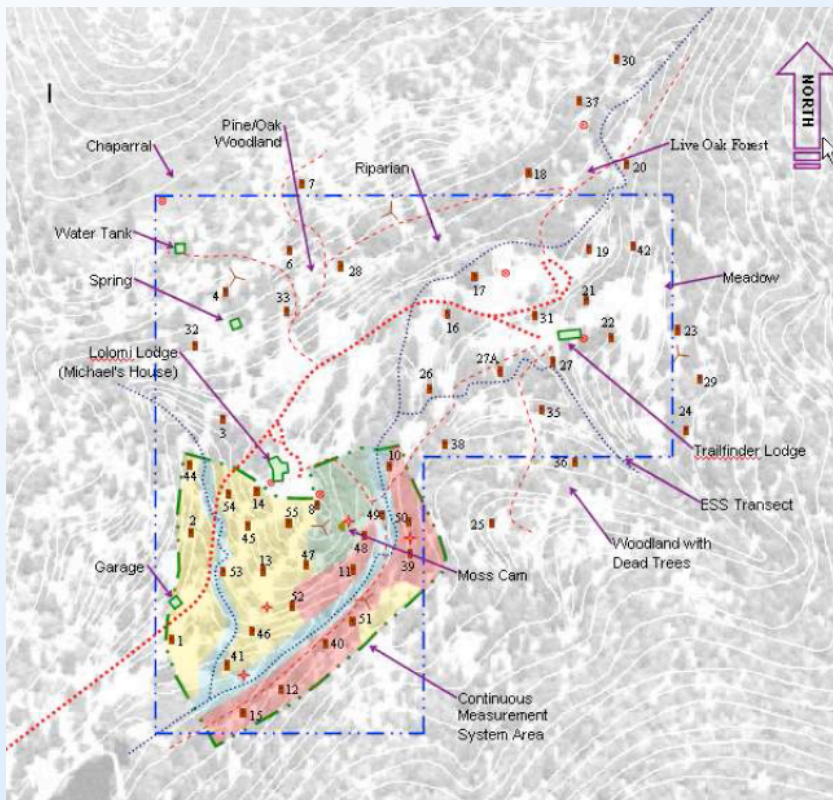 30
NORTH
37
Pine/Oak
Woodland
Chaparral
Live Oak Forest
Riparian
18
20
7
Water Tank
6
28
19
42
Spring
4
17
21
Meadow
33
16
31
22
23
32
Lolomi Lodge
(Michael's House)
26
27A
27
29
3
35
24
38
Trailfinder Lodge
44
10
36
54
14
8
ESS Transect
2
45
55
49
50
25
48
Woodland with
Dead Trees
Garage
53
13
47
11
39
Moss Cam
52
1
46
51
40
41
12
Continuous
Measurement
System Area
15